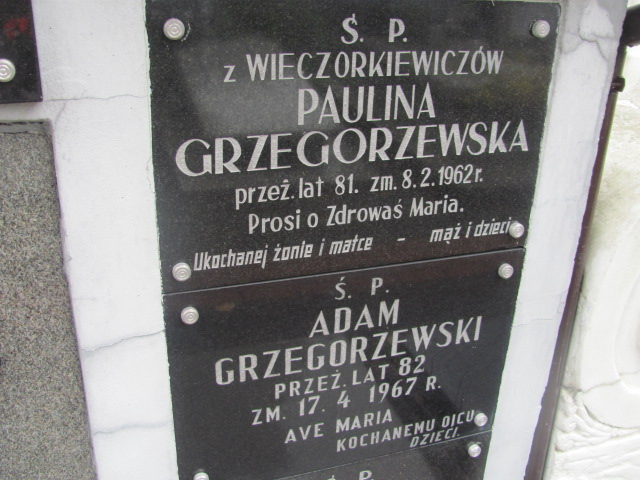 Ś. P.
z WIECZORKIEWICZÓW
PAULINA
GRZEGORZEWSKA
przeż. lat 81. zm. 8.2.1962r.
Prosi o Zdrowaś Maria.
Ukochanej żonie i matce - mąż i dzieci
Ś. P.
ADAM
GRZEGORZEWSKI
PRZEŻ. LAT 82
ZM. 17. 4 1967 R.
AVE MARIA
KOCHANEMU OJCU
DZIECI.
Ś. P.